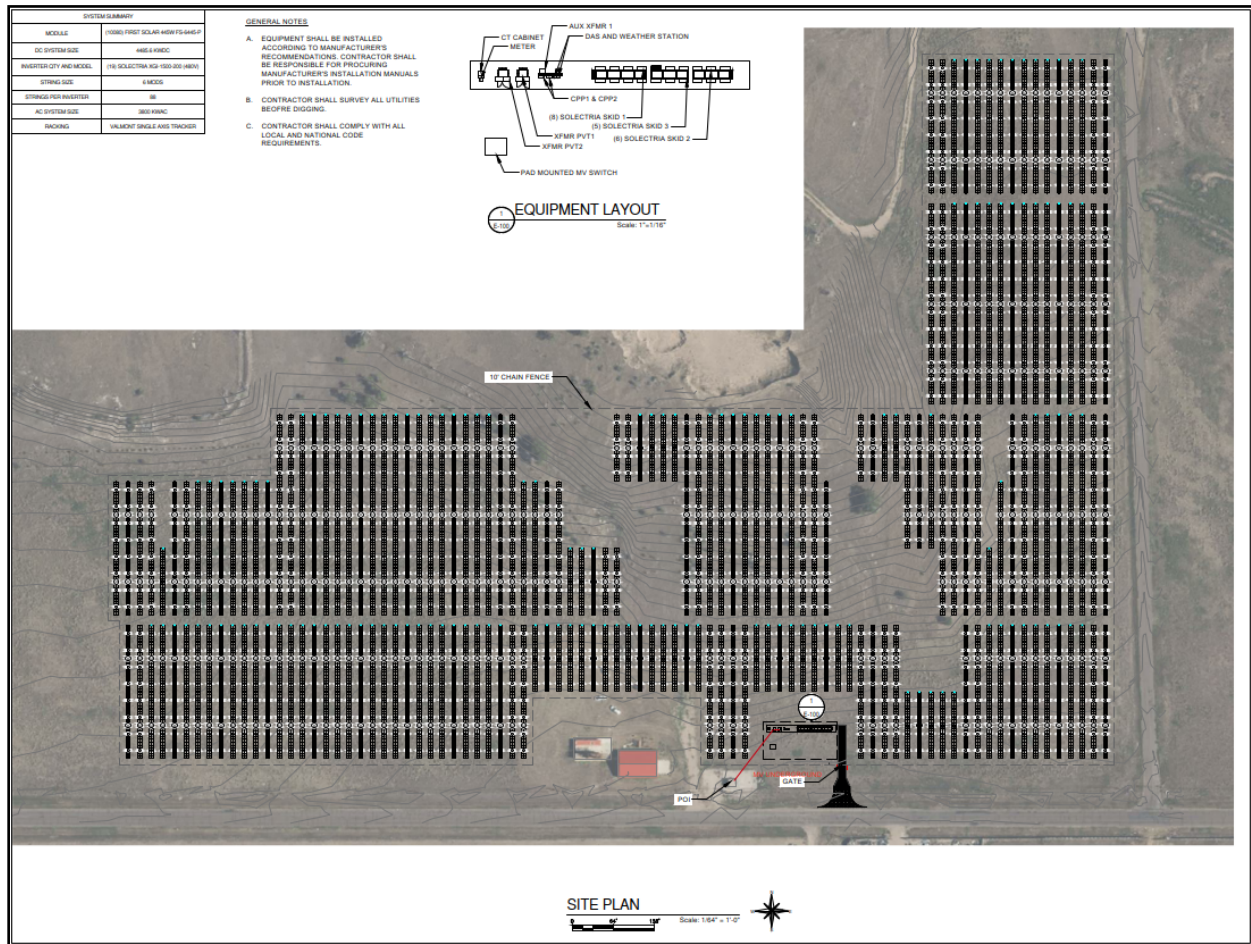 SYSTEM SUMMARY
MODULE (10080) FIRST SOLAR 445W FS-6445-P
DC SYSTEM SIZE 4485.6 KWDC
INVERTER QTY AND MODEL (19) SOLECTRIA XGI-1500-200 (480V)
STRING SIZE 6 MODS
STRINGS PER INVERTER 88
AC SYSTEM SIZE 3800 KWAC
RACKING VALMONT SINGLE AXIS TRACKER
GENERAL NOTES
A. EQUIPMENT SHALL BE INSTALLED
ACCORDING TO MANUFACTURER'S
RECOMMENDATIONS. CONTRACTOR SHALL
BE RESPONSIBLE FOR PROCURING
MANUFACTURER'S INSTALLATION MANUALS
PRIOR TO INSTALLATION.
B. CONTRACTOR SHALL SURVEY ALL UTILITIES
BEOFRE DIGGING.
C. CONTRACTOR SHALL COMPLY WITH ALL
LOCAL AND NATIONAL CODE
REQUIREMENTS.
AUX XFMR 1
CT CABINET
DAS AND WEATHER STATION
METER
CPP1 & CPP2
(8) SOLECTRIA SKID 1
(5) SOLECTRIA SKID 3
XFMR PVT1
(6) SOLECTRIA SKID 2
XFMR PVT2
PAD MOUNTED MV SWITCH
1
E-100
EQUIPMENT LAYOUT
Scale: 1"=1/16"
10' CHAIN FENCE
1
E-100
GATE
POI
SITE PLAN
0 64' 128'
Scale: 1/64" = 1'-0"